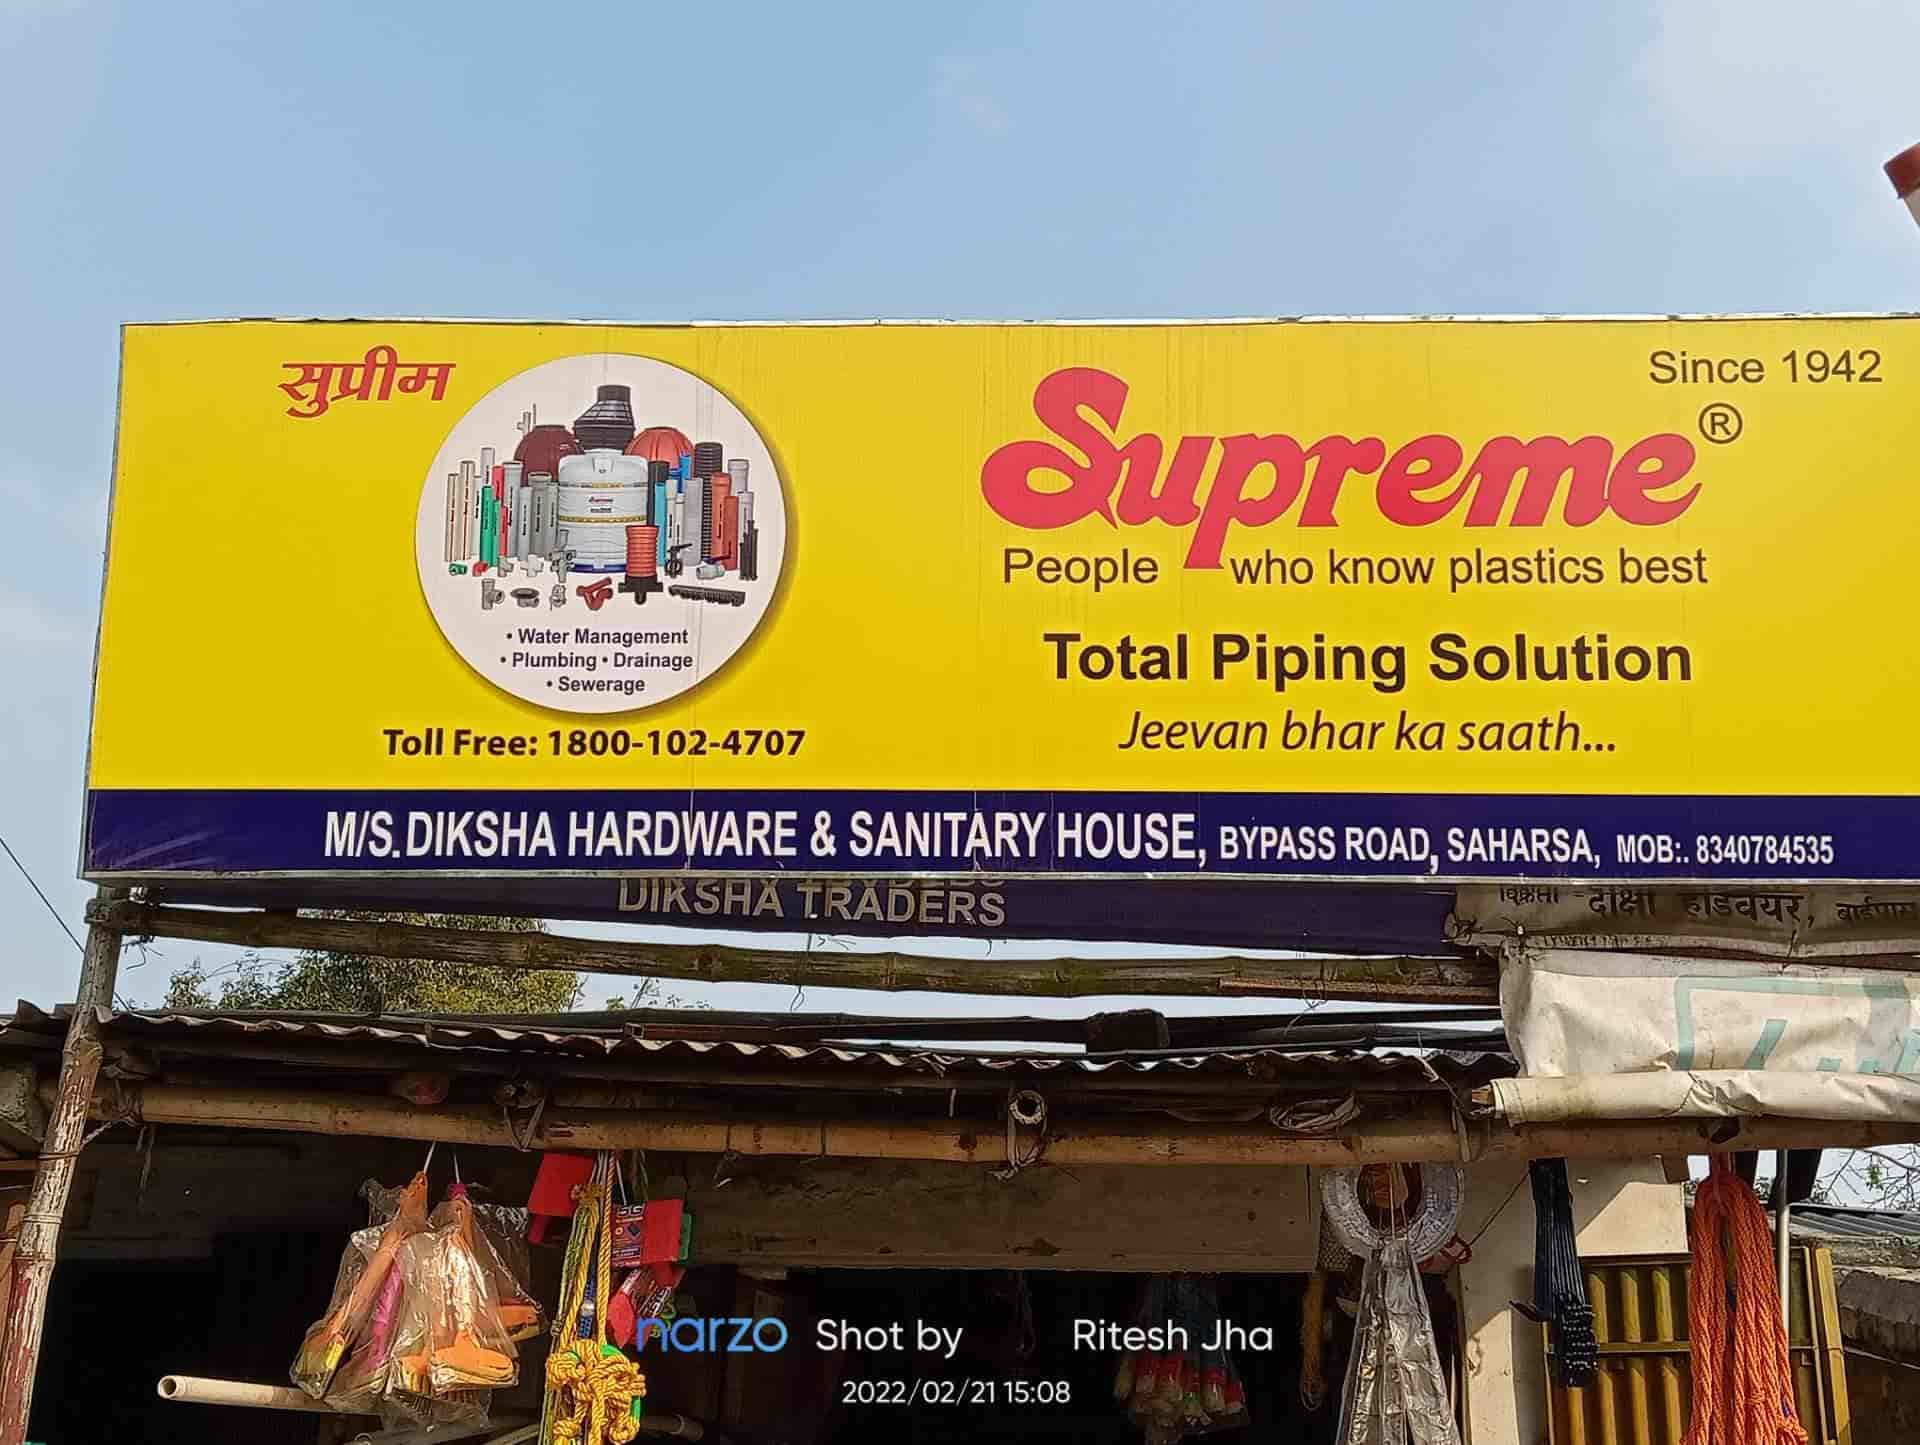 सुप्रीम
• Water Management
• Plumbing • Drainage
• Sewerage
Toll Free: 1800-102-4707
Since 1942
Supreme®
People who know plastics best
Total Piping Solution
Jeevan bhar ka saath...
M/S. DIKSHA HARDWARE & SANITARY HOUSE, BYPASS ROAD, SAHARSA, MOB:. 8340784535
DIKSHA TRADERS
विक्रेता - दीक्षा हार्डवेयर, बाईपास
narzo Shot by Ritesh Jha
2022/02/21 15:08